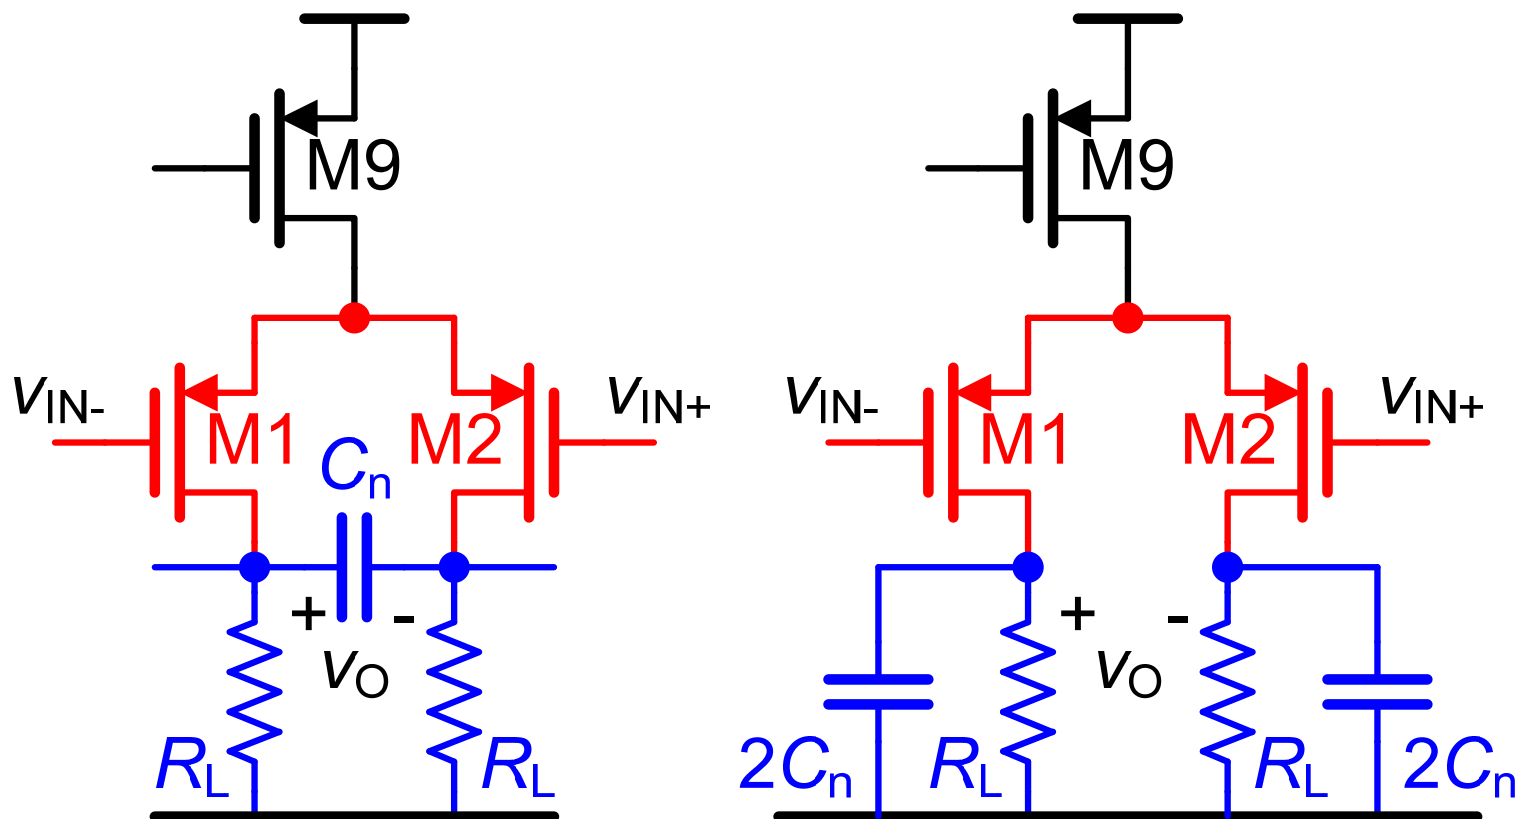 M9 M9
vIN- M1 M2 vIN+ vIN- M1 M2 vIN+
Cn
+ - + -
vO vO
RL RL 2Cn RL RL 2Cn